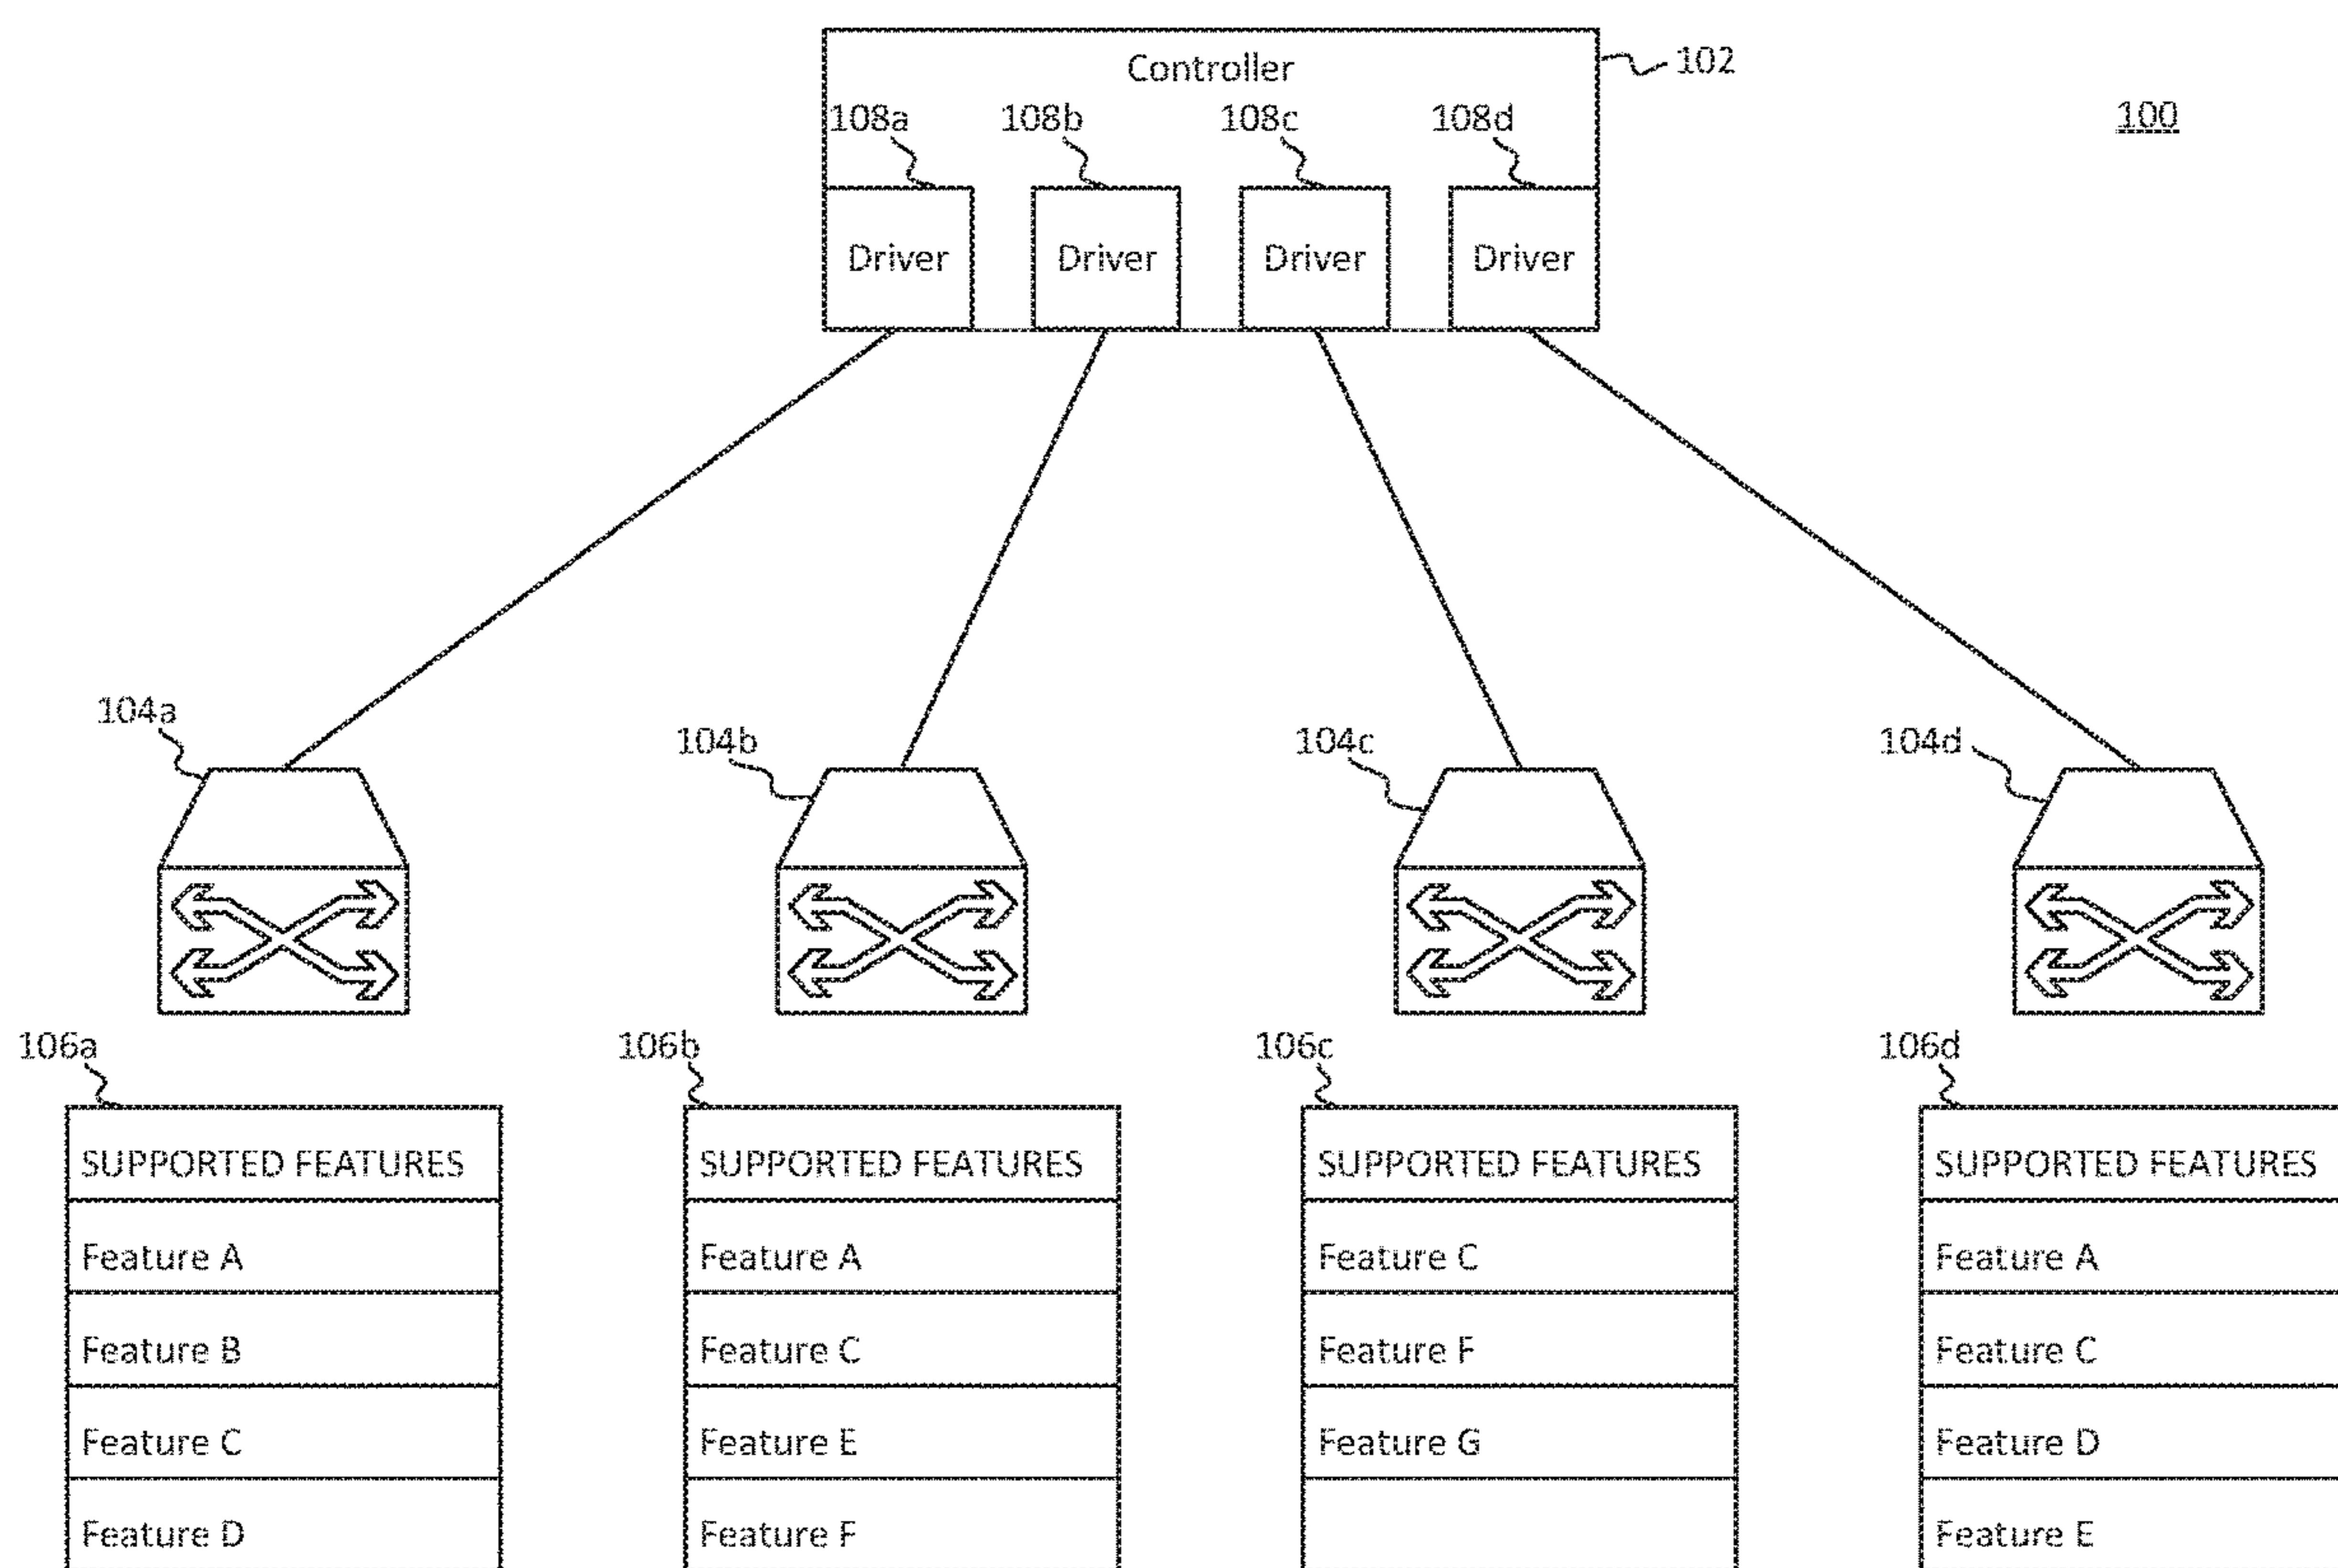 Controller
102
100
108a
108b
108c
108d
Driver
Driver
Driver
Driver
104a
104b
104c
104d
106a
106b
106c
106d
SUPPORTED FEATURES
Feature A
Feature B
Feature C
Feature D
SUPPORTED FEATURES
Feature A
Feature C
Feature E
Feature F
SUPPORTED FEATURES
Feature C
Feature F
Feature G
SUPPORTED FEATURES
Feature A
Feature C
Feature D
Feature E